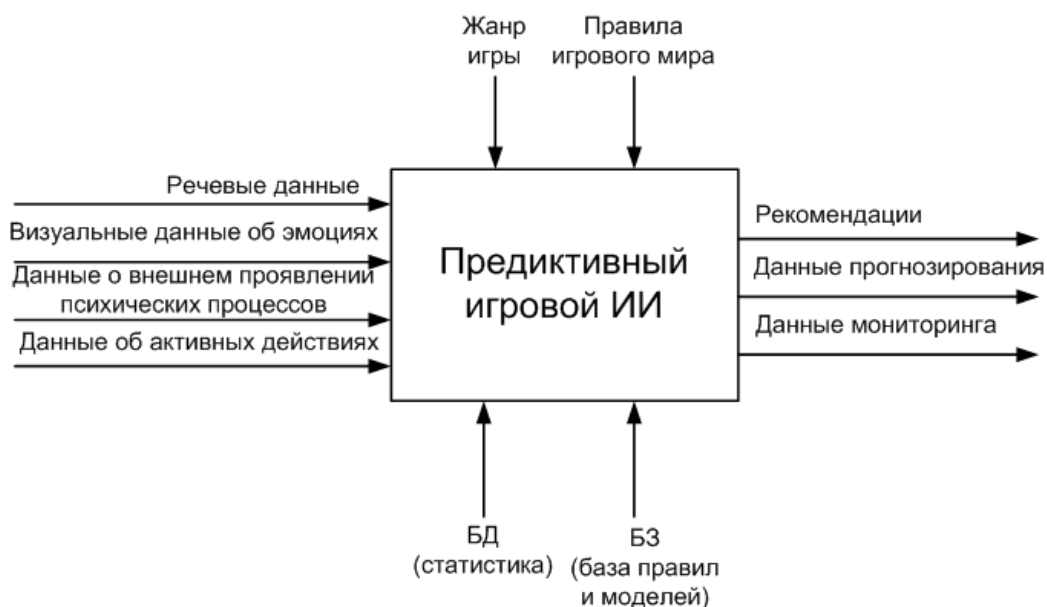 Жанр
игры
Правила
игрового мира
Речевые данные
Визуальные данные об эмоциях
Данные о внешнем проявлении
психических процессов
Данные об активных действиях
Предиктивный
игровой ИИ
Рекомендации
Данные прогнозирования
Данные мониторинга
БД
(статистика)
БЗ
(база правил
и моделей)